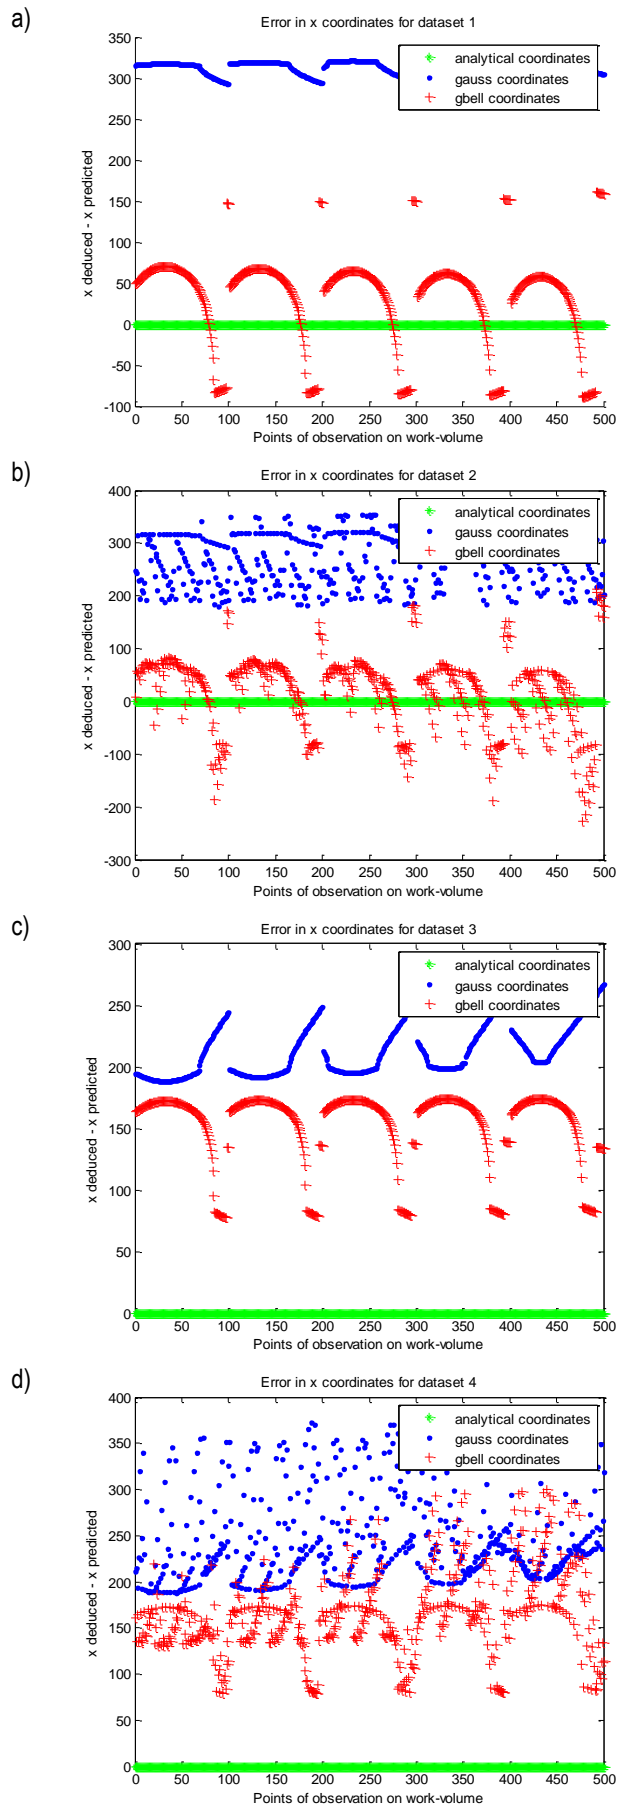 a)
Error in x coordinates for dataset 1
analytical coordinates
gauss coordinates
gbell coordinates
x deduced - x predicted
350
300
250
200
150
100
50
0
-50
-100
0 50 100 150 200 250 300 350 400 450 500
Points of observation on work-volume
b)
Error in x coordinates for dataset 2
analytical coordinates
gauss coordinates
gbell coordinates
x deduced - x predicted
400
300
200
100
0
-100
-200
-300
0 50 100 150 200 250 300 350 400 450 500
Points of observation on work-volume
c)
Error in x coordinates for dataset 3
analytical coordinates
gauss coordinates
gbell coordinates
x deduced - x predicted
300
250
200
150
100
50
0
0 50 100 150 200 250 300 350 400 450 500
Points of observation on work-volume
d)
Error in x coordinates for dataset 4
analytical coordinates
gauss coordinates
gbell coordinates
x deduced - x predicted
400
350
300
250
200
150
100
50
0
0 50 100 150 200 250 300 350 400 450 500
Points of observation on work-volume